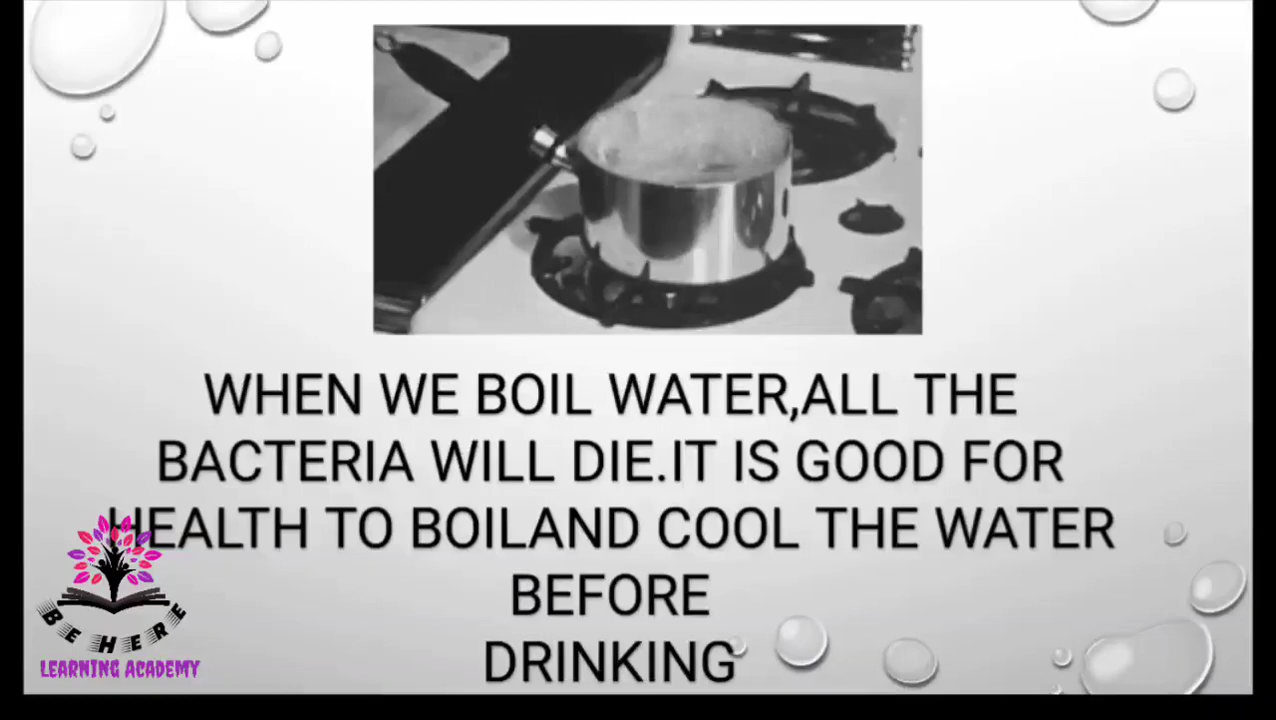 WHEN WE BOIL WATER,ALL THE
BACTERIA WILL DIE.IT IS GOOD FOR
HEALTH TO BOILAND COOL THE WATER
BEFORE
DRINKING
BE HERE
LEARNING ACADEMY